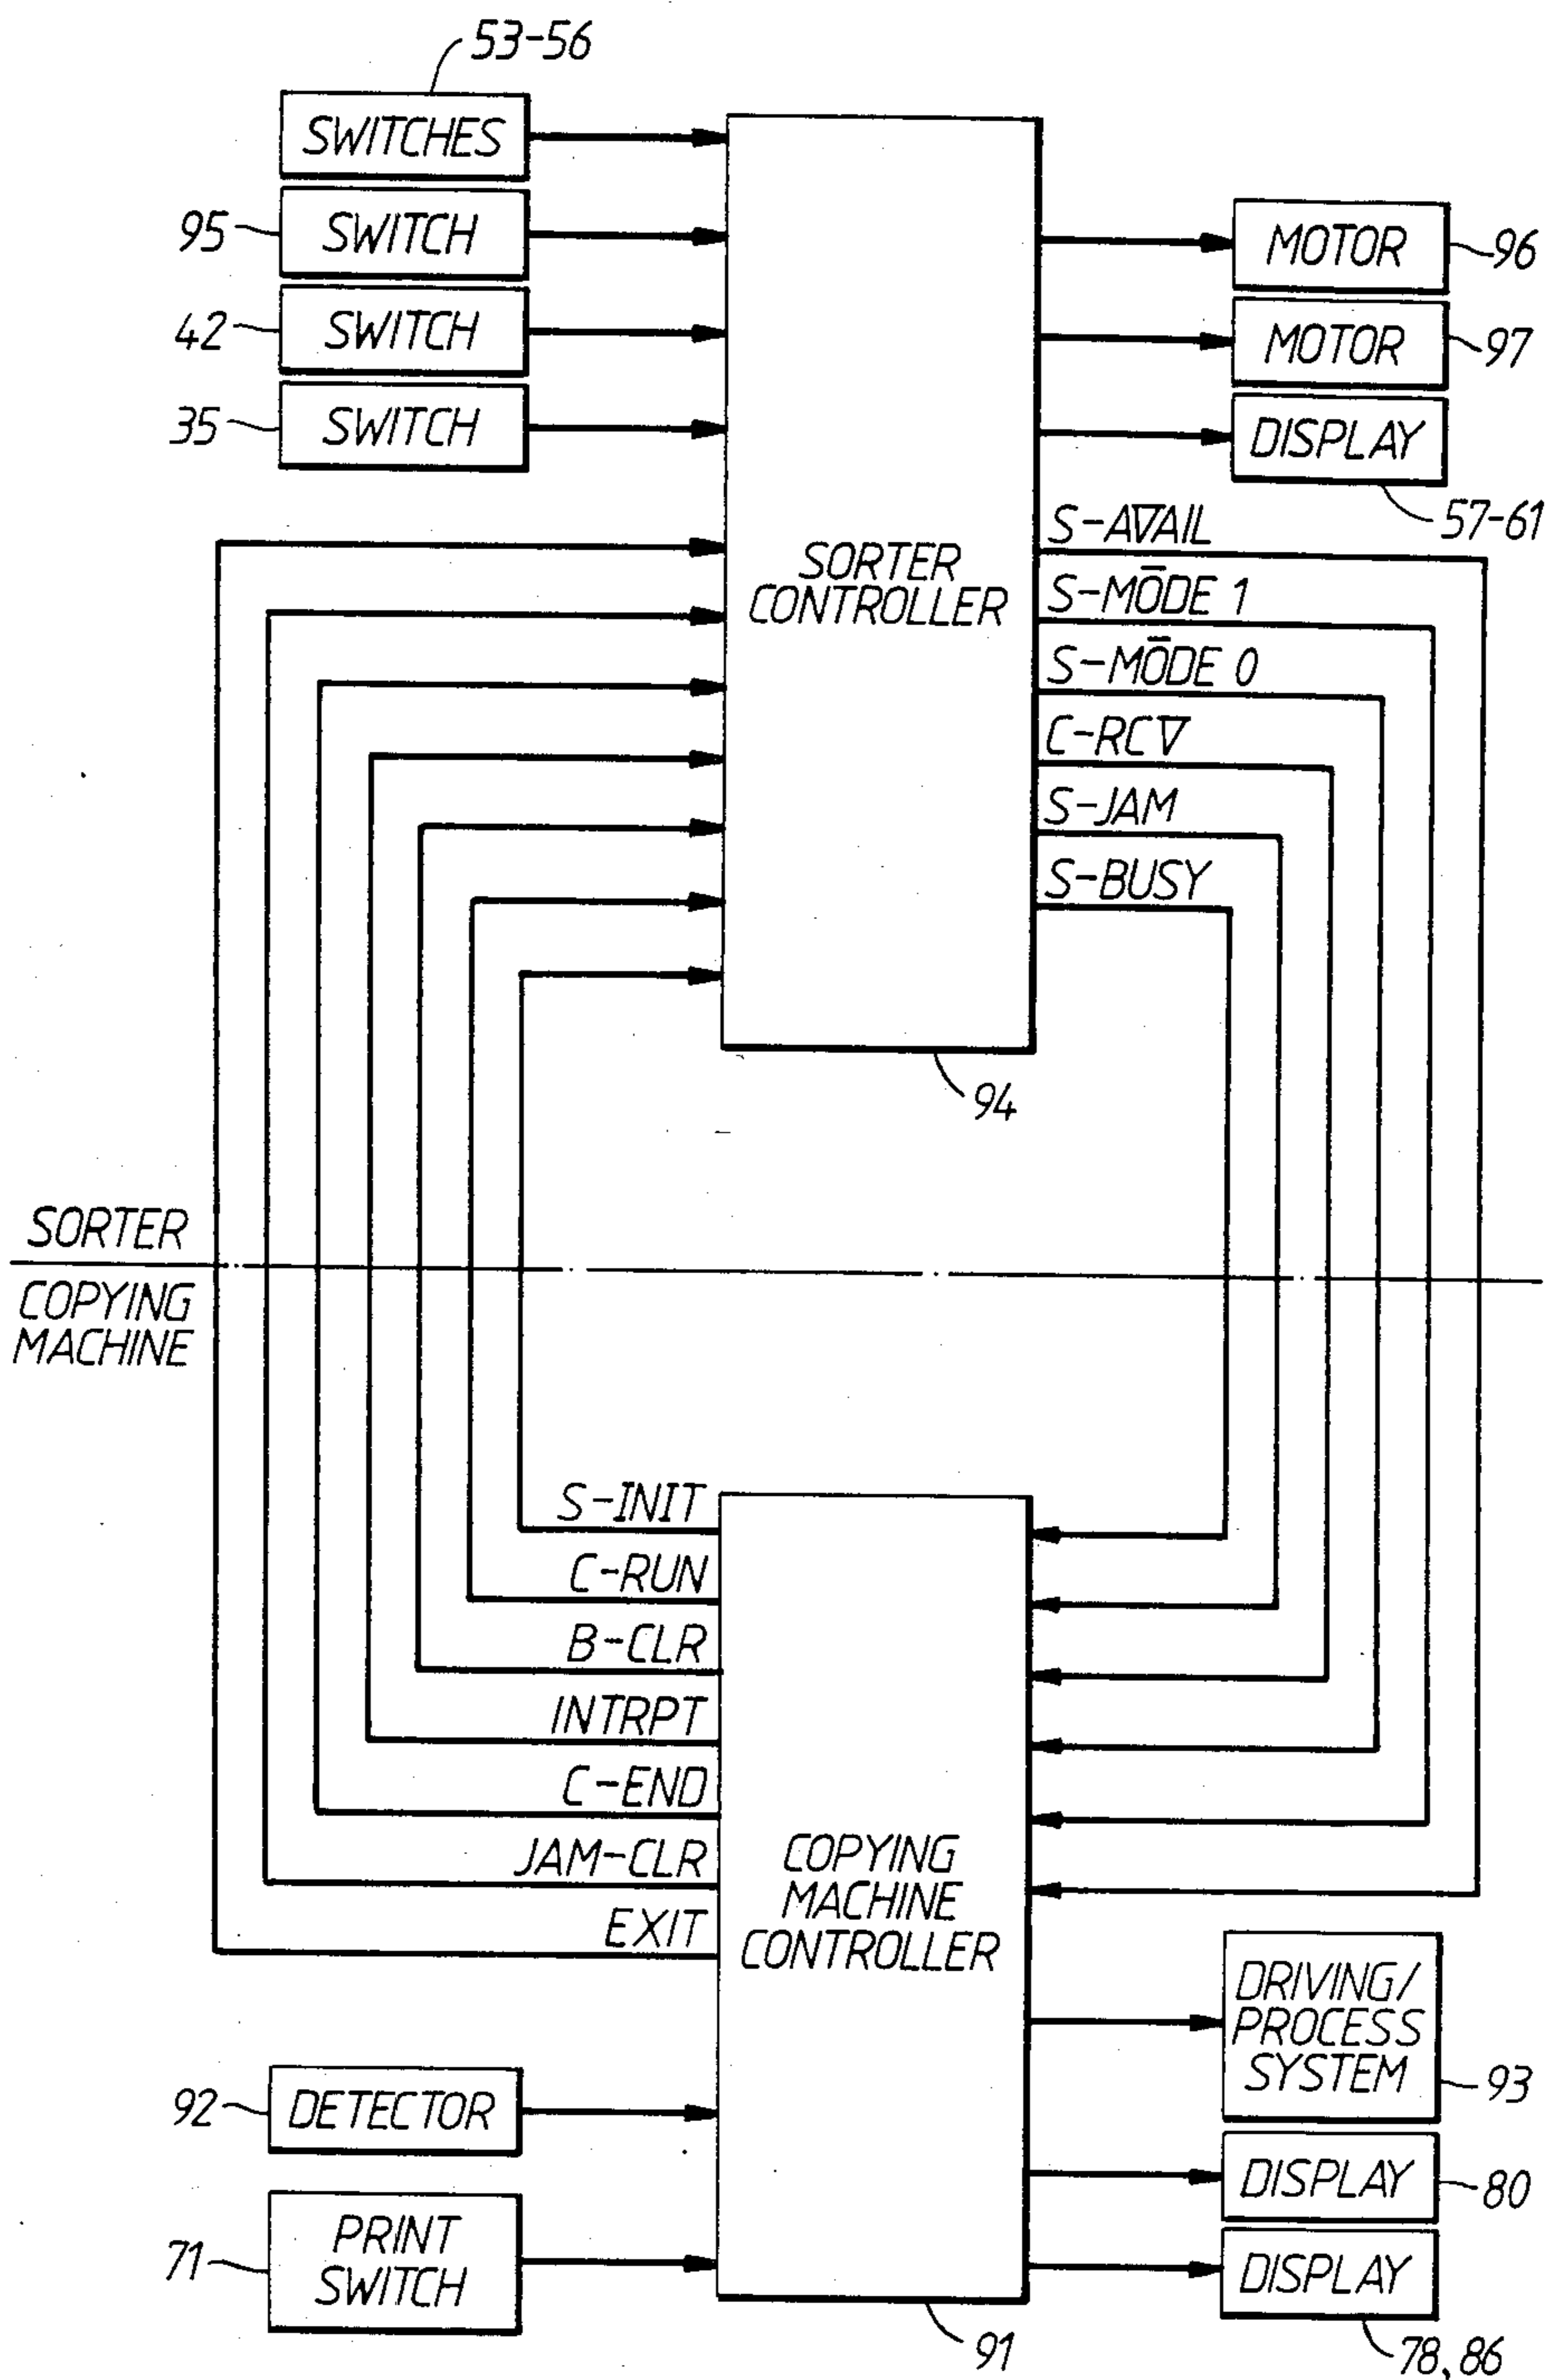 53-56
SWITCHES
95
SWITCH
42
SWITCH
35
SWITCH
MOTOR
96
MOTOR
97
DISPLAY
57-61
SORTER
CONTROLLER
S-AVAIL
S-MODE 1
S-MODE 0
C-RCV
S-JAM
S-BUSY
94
SORTER
COPYING
MACHINE
S-INIT
C-RUN
B-CLR
INTRPT
C-END
JAM-CLR
EXIT
COPYING
MACHINE
CONTROLLER
DRIVING/
PROCESS
SYSTEM
93
92
DETECTOR
DISPLAY
80
71
PRINT
SWITCH
DISPLAY
91
78, 86